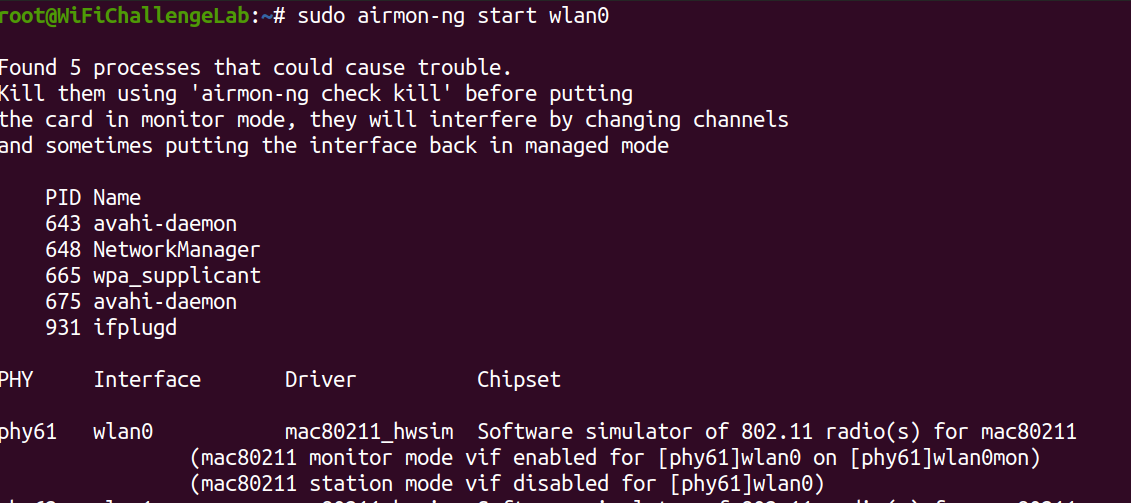 root@WiFiChallengeLab:~# sudo airmon-ng start wlan0
Found 5 processes that could cause trouble.
Kill them using 'airmon-ng check kill' before putting
the card in monitor mode, they will interfere by changing channels
and sometimes putting the interface back in managed mode
PID Name
643 avahi-daemon
648 NetworkManager
665 wpa_supplicant
675 avahi-daemon
931 ifplugd
PHY Interface Driver Chipset
phy61 wlan0 mac80211_hwsim Software simulator of 802.11 radio(s) for mac80211
(mac80211 monitor mode vif enabled for [phy61]wlan0 on [phy61]wlan0mon)
(mac80211 station mode vif disabled for [phy61]wlan0)